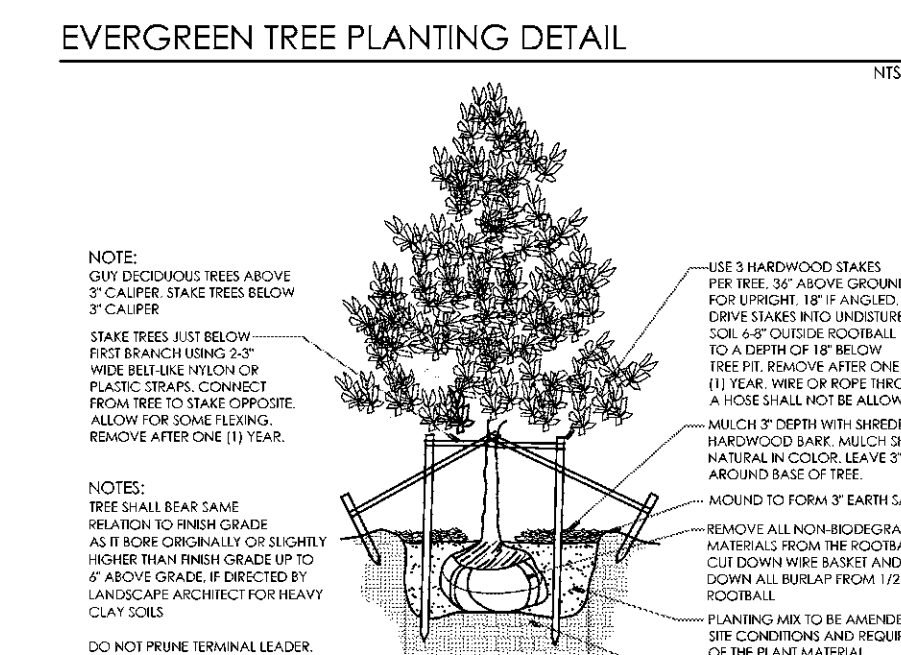 EVERGREEN TREE PLANTING DETAIL
NTS
NOTE:
GUY DECIDUOUS TREES ABOVE
3" CALIPER. STAKE TREES BELOW
3" CALIPER
STAKE TREES JUST BELOW
FIRST BRANCH USING 2-3"
WIDE BELT-LIKE NYLON OR
PLASTIC STRAPS. CONNECT
FROM TREE TO STAKE OPPOSITE.
ALLOW FOR SOME FLEXING.
REMOVE AFTER ONE (1) YEAR.
NOTES:
TREE SHALL BEAR SAME
RELATION TO FINISH GRADE
AS IT BORE ORIGINALLY OR SLIGHTLY
HIGHER THAN FINISH GRADE UP TO
6" ABOVE GRADE, IF DIRECTED BY
LANDSCAPE ARCHITECT FOR HEAVY
CLAY SOILS
DO NOT PRUNE TERMINAL LEADER.
USE 3 HARDWOOD STAKES
PER TREE, 36" ABOVE
FOR UPRIGHT, 18" IF ANGLED.
DRIVE STAKES INTO
SOIL 6-8" OUTSIDE ROOTBALL
TO A DEPTH OF 18" BELOW
TREE PIT. REMOVE AFTER ONE
(1) YEAR. WIRE OR ROPE
A HOSE SHALL NOT BE
MULCH 3" DEPTH WITH
HARDWOOD BARK. MULCH
NATURAL IN COLOR. LEAVE 3"
AROUND BASE OF TREE.
MOUND TO FORM 3" EARTH
REMOVE ALL
MATERIALS FROM THE
CUT DOWN WIRE BASKET AND
DOWN ALL BURLAP FROM 1/2
ROOTBALL
PLANTING MIX TO BE
SITE CONDITIONS AND
OF THE PLANT MATERIAL